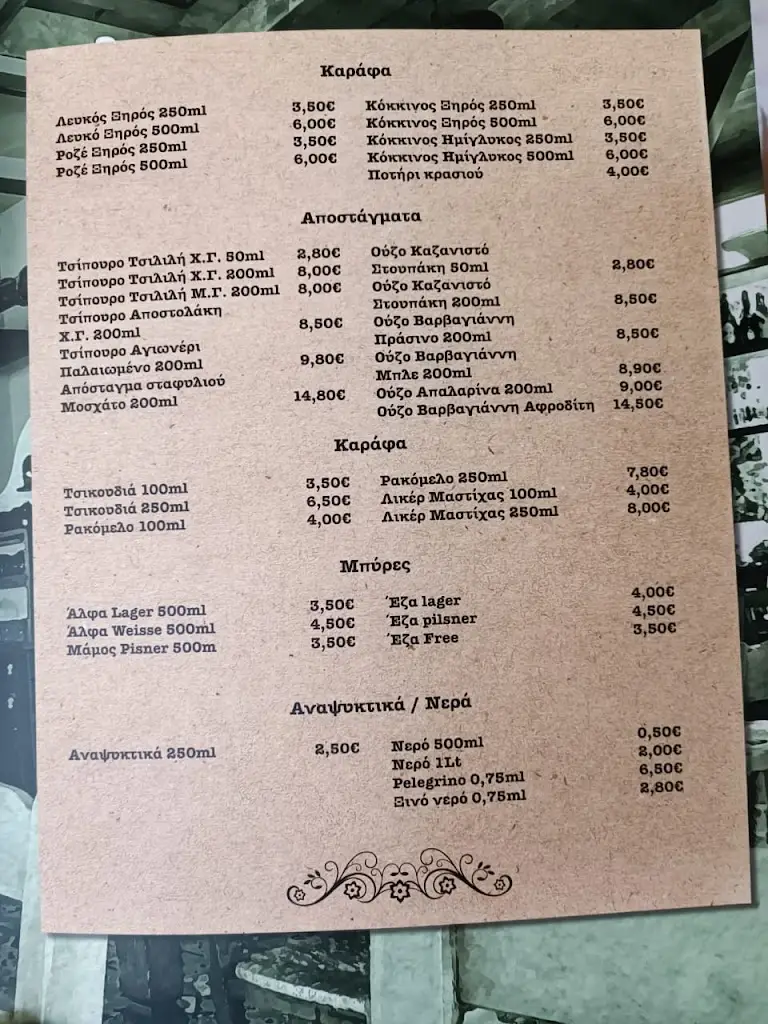 Καράφα
Λευκός Ξηρός 250ml 3,50€
Λευκό Ξηρός 500ml 6,00€
Ροζέ Ξηρός 250ml 3,50€
Ροζέ Ξηρός 500ml 6,00€
Κόκκινος Ξηρός 250ml 3,50€
Κόκκινος Ξηρός 500ml 6,00€
Κόκκινος Ημίγλυκος 250ml 3,50€
Κόκκινος Ημίγλυκος 500ml 6,00€
Ποτήρι κρασιού 4,00€
Αποστάγματα
Τσίπουρο Τσιλιλή Χ.Γ. 50ml 2,80€
Τσίπουρο Τσιλιλή Χ.Γ. 200ml 8,00€
Τσίπουρο Τσιλιλή Μ.Γ. 200ml 8,00€
Τσίπουρο Αποστολάκη
Χ.Γ. 200ml 8,50€
Τσίπουρο Αγιωνέρι
Παλαιωμένο 200ml 9,80€
Απόσταγμα σταφυλιού
Μοσχάτο 200ml 14,80€
Ούζο Καζανιστό
Στουπάκη 50ml 2,80€
Ούζο Καζανιστό
Στουπάκη 200ml 8,50€
Ούζο Βαρβαγιάννη
Πράσινο 200ml 8,50€
Ούζο Βαρβαγιάννη
Μπλε 200ml 8,90€
Ούζο Απαλαρίνα 200ml 9,00€
Ούζο Βαρβαγιάννη Αφροδίτη 14,50€
Καράφα
Τσικουδιά 100ml 3,50€
Τσικουδιά 250ml 6,50€
Ρακόμελο 100ml 4,00€
Ρακόμελο 250ml 7,80€
Λικέρ Μαστίχας 100ml 4,00€
Λικέρ Μαστίχας 250ml 8,00€
Μπύρες
Άλφα Lager 500ml 3,50€
Άλφα Weisse 500ml 4,50€
Μάμος Pisner 500m 3,50€
Έζα lager 4,00€
Έζα pilsner 4,50€
Έζα Free 3,50€
Αναψυκτικά / Νερά
Αναψυκτικά 250ml 2,50€
Νερό 500ml 0,50€
Νερό 1Lt 2,00€
Pelegrino 0,75ml 6,50€
Ξινό νερό 0,75ml 2,80€